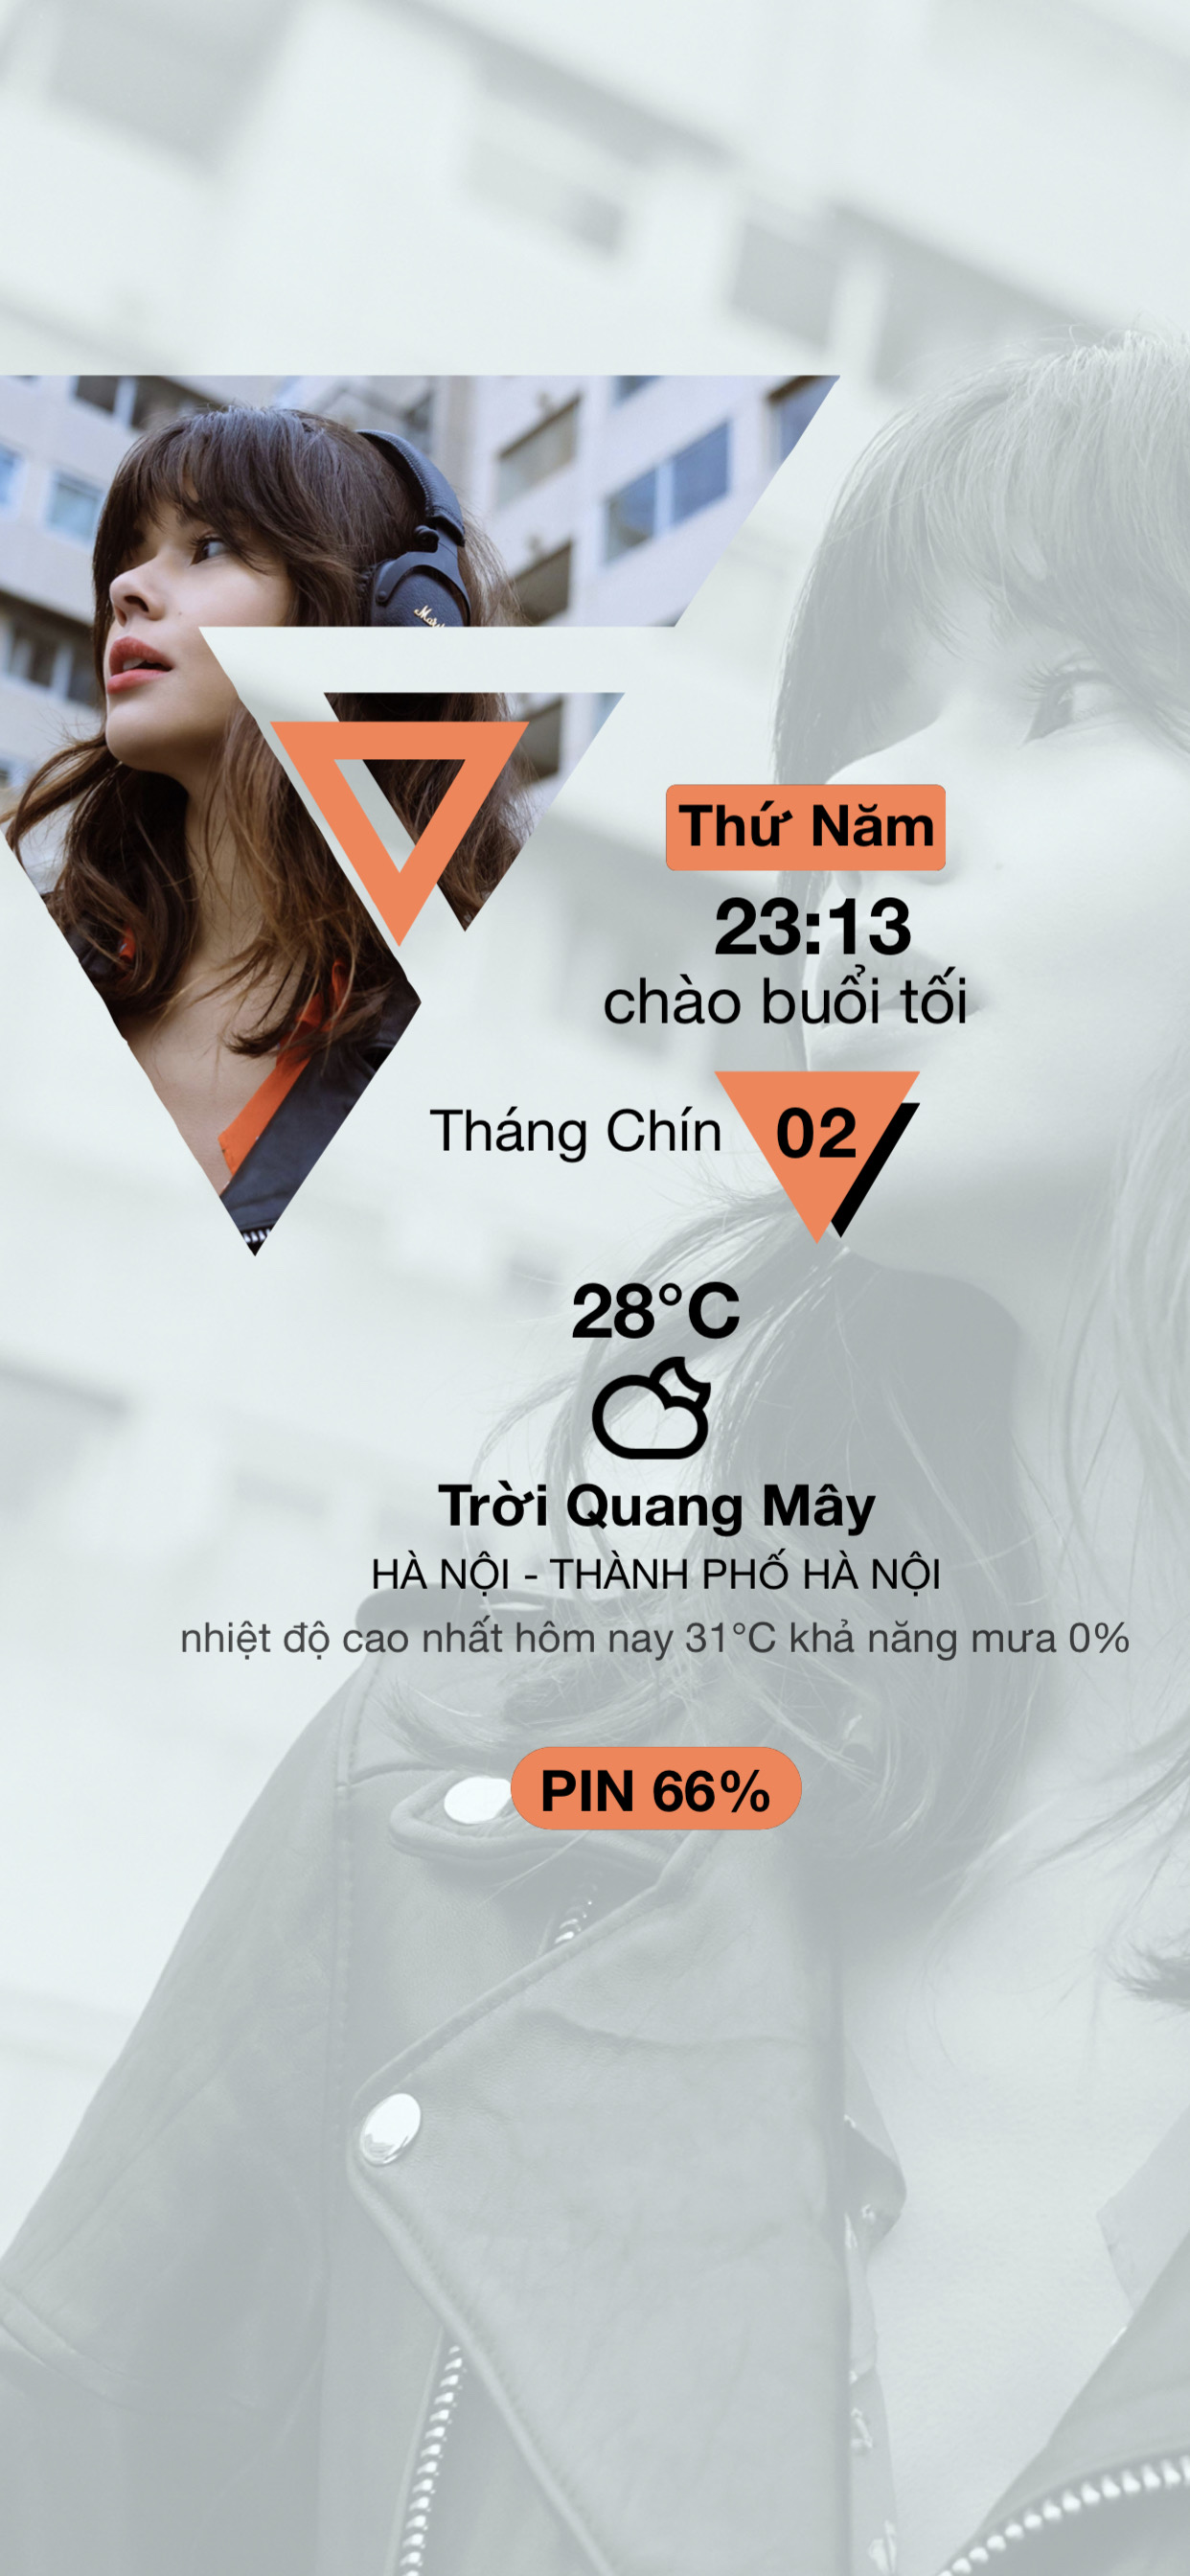 Thứ Năm
23:13
chào buổi tối
Tháng Chín 02
28°C
Trời Quang Mây
HÀ NỘI - THÀNH PHỐ HÀ NỘI
nhiệt độ cao nhất hôm nay 31°C khả năng mưa 0%
PIN 66%